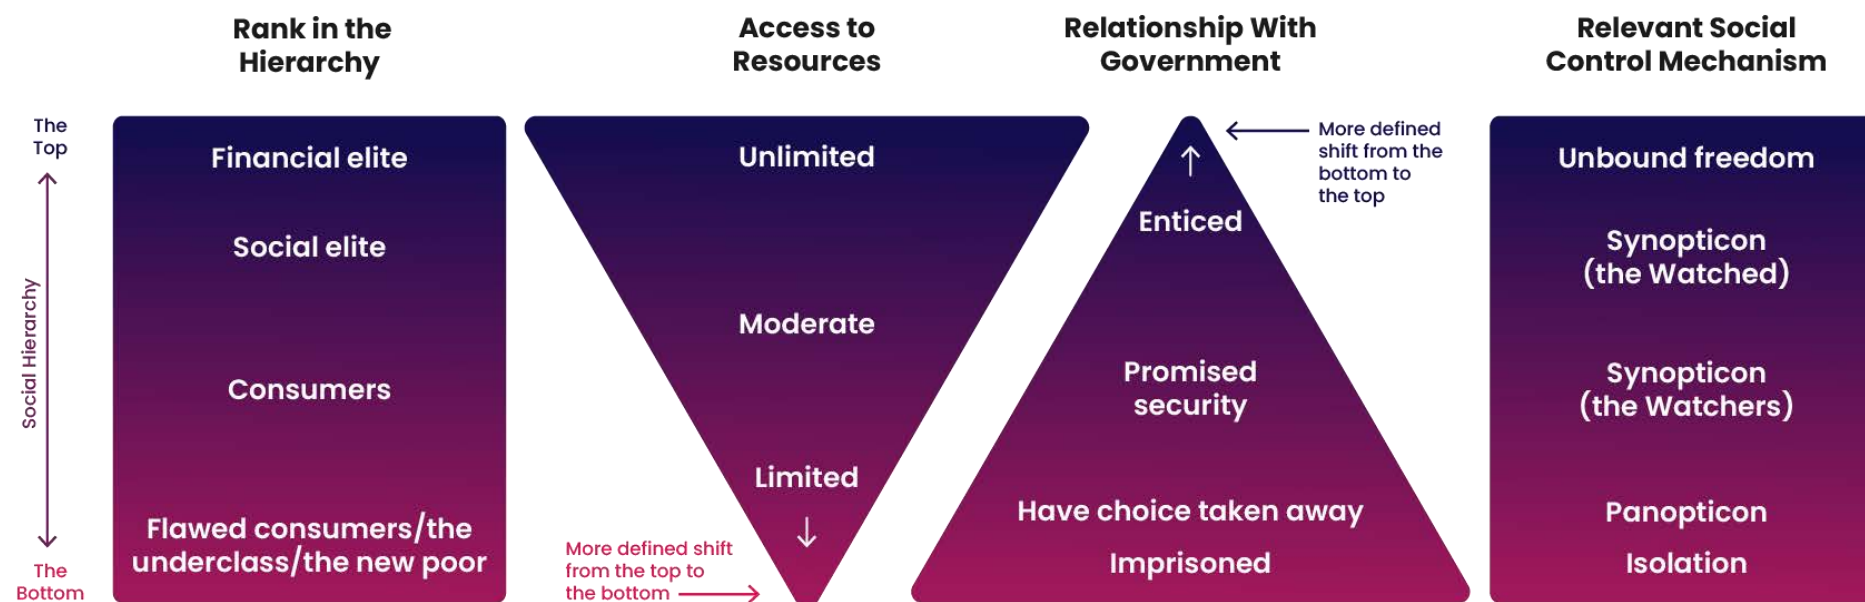 Rank in the
Hierarchy
Access to
Resources
Relationship With
Government
Relevant Social
Control Mechanism
The
Top
Social Hierarchy
The
Bottom
Financial elite
Social elite
Consumers
Flawed consumers/the
underclass/the new poor
Unlimited
Moderate
Limited
↓
More defined shift
from the top to
the bottom →
↑
Enticed
Promised
security
Have choice taken away
Imprisoned
← More defined
shift from the
bottom to
the top
Unbound freedom
Synopticon
(the Watched)
Synopticon
(the Watchers)
Panopticon
Isolation